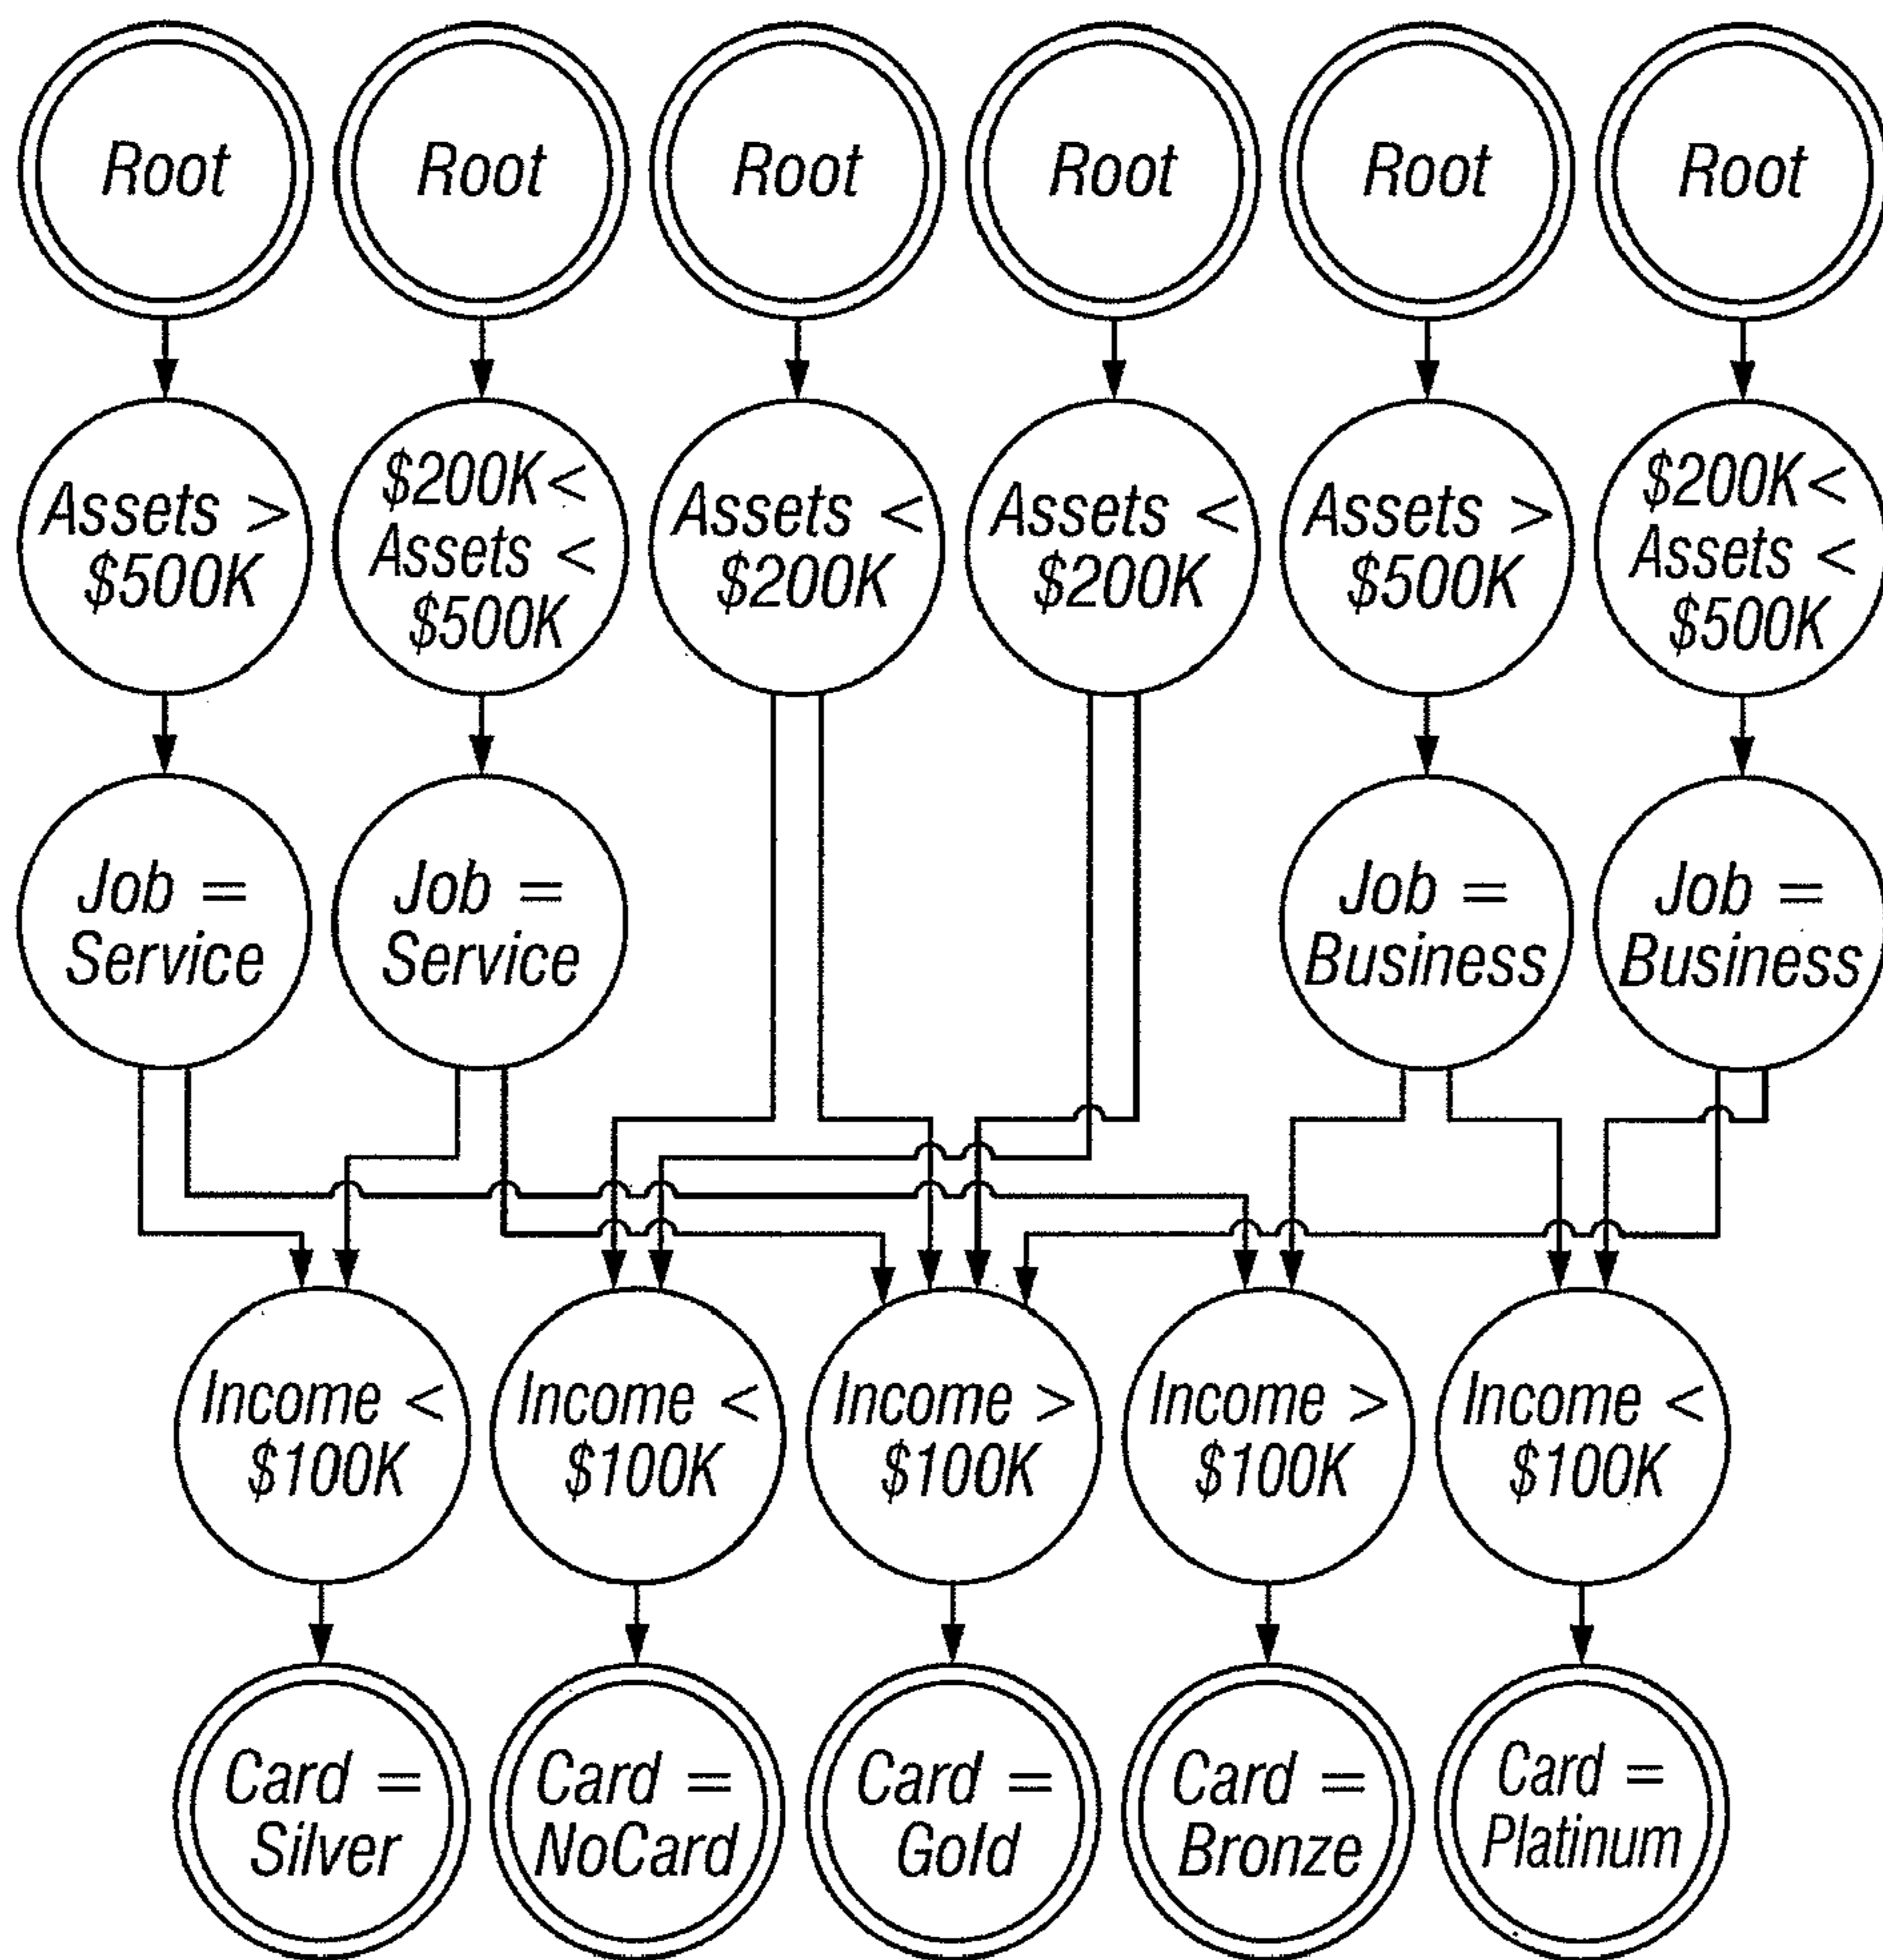 Root
Root
Root
Root
Root
Root
Assets >
$500K
$200K<
Assets <
$500K
Assets <
$200K
Assets <
$200K
Assets >
$500K
$200K<
Assets <
$500K
Job =
Service
Job =
Service
Job =
Business
Job =
Business
Income <
$100K
Income <
$100K
Income >
$100K
Income >
$100K
Income <
$100K
Card =
Silver
Card =
NoCard
Card =
Gold
Card =
Bronze
Card =
Platinum